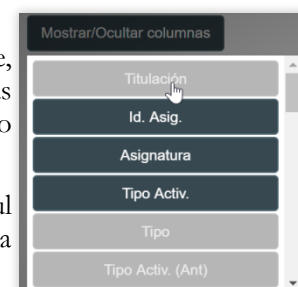 Mostrar/Ocultar columnas
Titulación
Id. Asig.
Asignatura
Tipo Activ.
Tipo
Tipo Activ. (Ant)